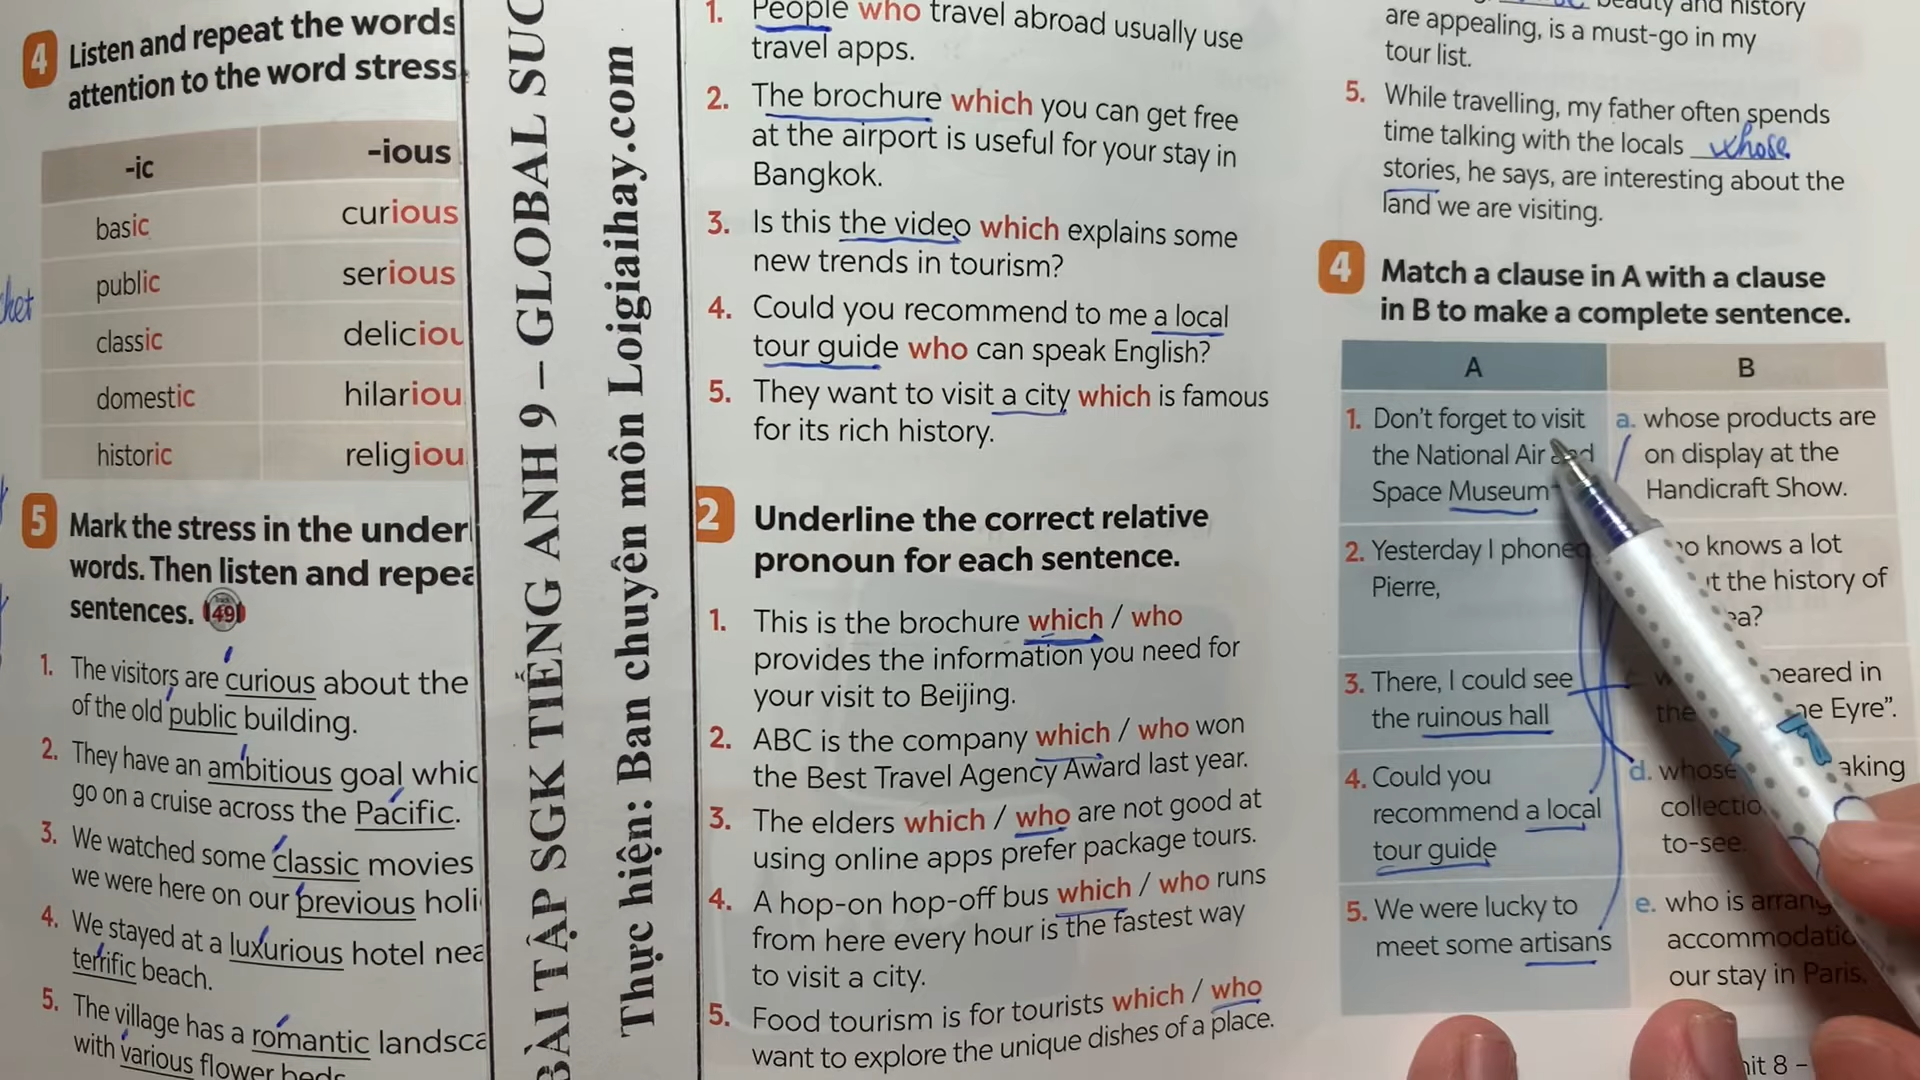 4 Listen and repeat the words
attention to the word stress
-ic -ious
basic curious
public serious
classic deliciou
domestic hilariou
historic religiou
5 Mark the stress in the under
words. Then listen and repea
sentences. 49
1. The visitors are curious about the
of the old public building.
2. They have an ambitious goal whic
go on a cruise across the Pacific.
3. We watched some classic movies
we were here on our previous holi
4. We stayed at a luxurious hotel nea
terrific beach.
5. The village has a romantic landsca
with various flower beds
BÀI TẬP SGK TIẾNG ANH 9 – GLOBAL SUC
Thực hiện: Ban chuyên môn Loigiaihay.com
1. People who travel abroad usually use
travel apps.
2. The brochure which you can get free
at the airport is useful for your stay in
Bangkok.
3. Is this the video which explains some
new trends in tourism?
4. Could you recommend to me a local
tour guide who can speak English?
5. They want to visit a city which is famous
for its rich history.
2 Underline the correct relative
pronoun for each sentence.
1. This is the brochure which / who
provides the information you need for
your visit to Beijing.
2. ABC is the company which / who won
the Best Travel Agency Award last year.
3. The elders which / who are not good at
using online apps prefer package tours.
4. A hop-on hop-off bus which / who runs
from here every hour is the fastest way
to visit a city.
5. Food tourism is for tourists which / who
want to explore the unique dishes of a place.
beauty and history
are appealing, is a must-go in my
tour list.
5. While travelling, my father often spends
time talking with the locals whose
stories, he says, are interesting about the
land we are visiting.
4 Match a clause in A with a clause
in B to make a complete sentence.
A B
1. Don't forget to visit
the National Air and
Space Museum
a. whose products are
on display at the
Handicraft Show.
2. Yesterday I phoned
Pierre,
o knows a lot
t the history of
ea?
3. There, I could see
the ruinous hall
w peared in
the ne Eyre”.
4. Could you
recommend a local
tour guide
d. whose aking
collectio
to-see.
5. We were lucky to
meet some artisans
e. who is arrang
accommodatio
our stay in Paris.
nit 8 –